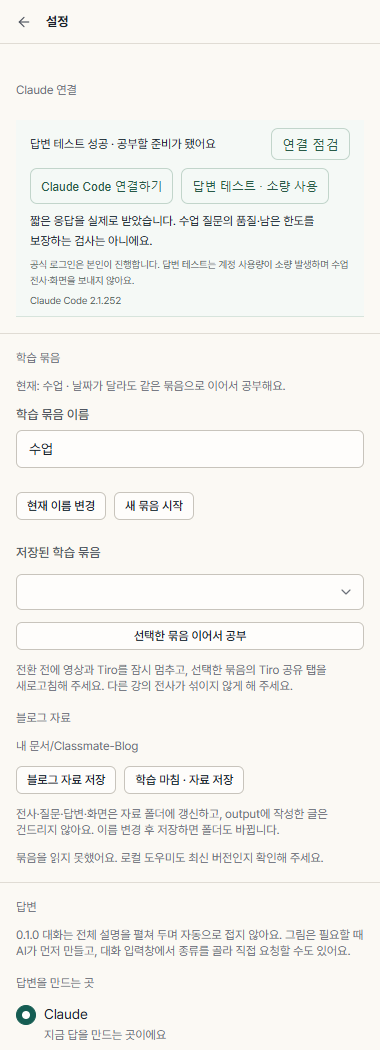 설정
Claude 연결
답변 테스트 성공 · 공부할 준비가 됐어요
연결 점검
Claude Code 연결하기
답변 테스트 · 소량 사용
짧은 응답을 실제로 받았습니다. 수업 질문의 품질·남은 한도를
보장하는 검사는 아니에요.
공식 로그인은 본인이 진행합니다. 답변 테스트는 계정 사용량이 소량 발생하며 수업
전사·화면을 보내지 않아요.
Claude Code 2.1.252
학습 묶음
현재: 수업 · 날짜가 달라도 같은 묶음으로 이어서 공부해요.
학습 묶음 이름
수업
현재 이름 변경
새 묶음 시작
저장된 학습 묶음
선택한 묶음 이어서 공부
전환 전에 영상과 Tiro를 잠시 멈추고, 선택한 묶음의 Tiro 공유 탭을
새로고침해 주세요. 다른 강의 전사가 섞이지 않게 해 주세요.
블로그 자료
내 문서/Classmate-Blog
블로그 자료 저장
학습 마침 · 자료 저장
전사·질문·답변·화면은 자료 폴더에 갱신하고, output에 작성한 글은
건드리지 않아요. 이름 변경 후 저장하면 폴더도 바뀝니다.
묶음을 읽지 못했어요. 로컬 도우미도 최신 버전인지 확인해 주세요.
답변
0.1.0 대화는 전체 설명을 펼쳐 두며 자동으로 접지 않아요. 그림은 필요할 때
AI가 먼저 만들고, 대화 입력창에서 종류를 골라 직접 요청할 수도 있어요.
답변을 만드는 곳
Claude
지금 답을 만드는 곳이에요